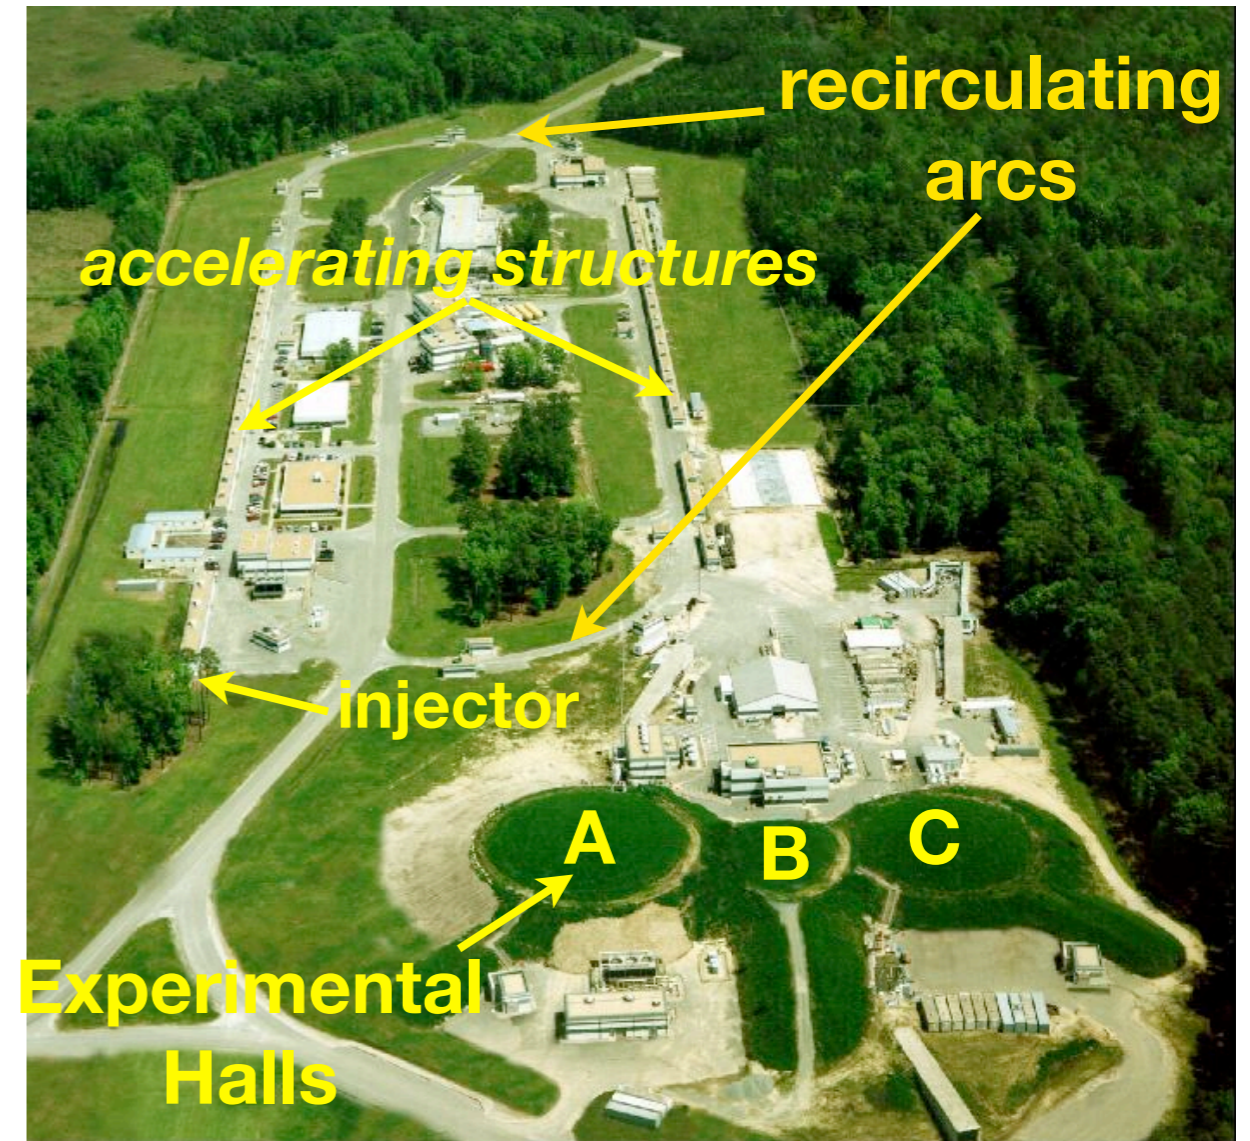 recirculating
arcs
accelerating structures
injector
A
B
C
Experimental
Halls